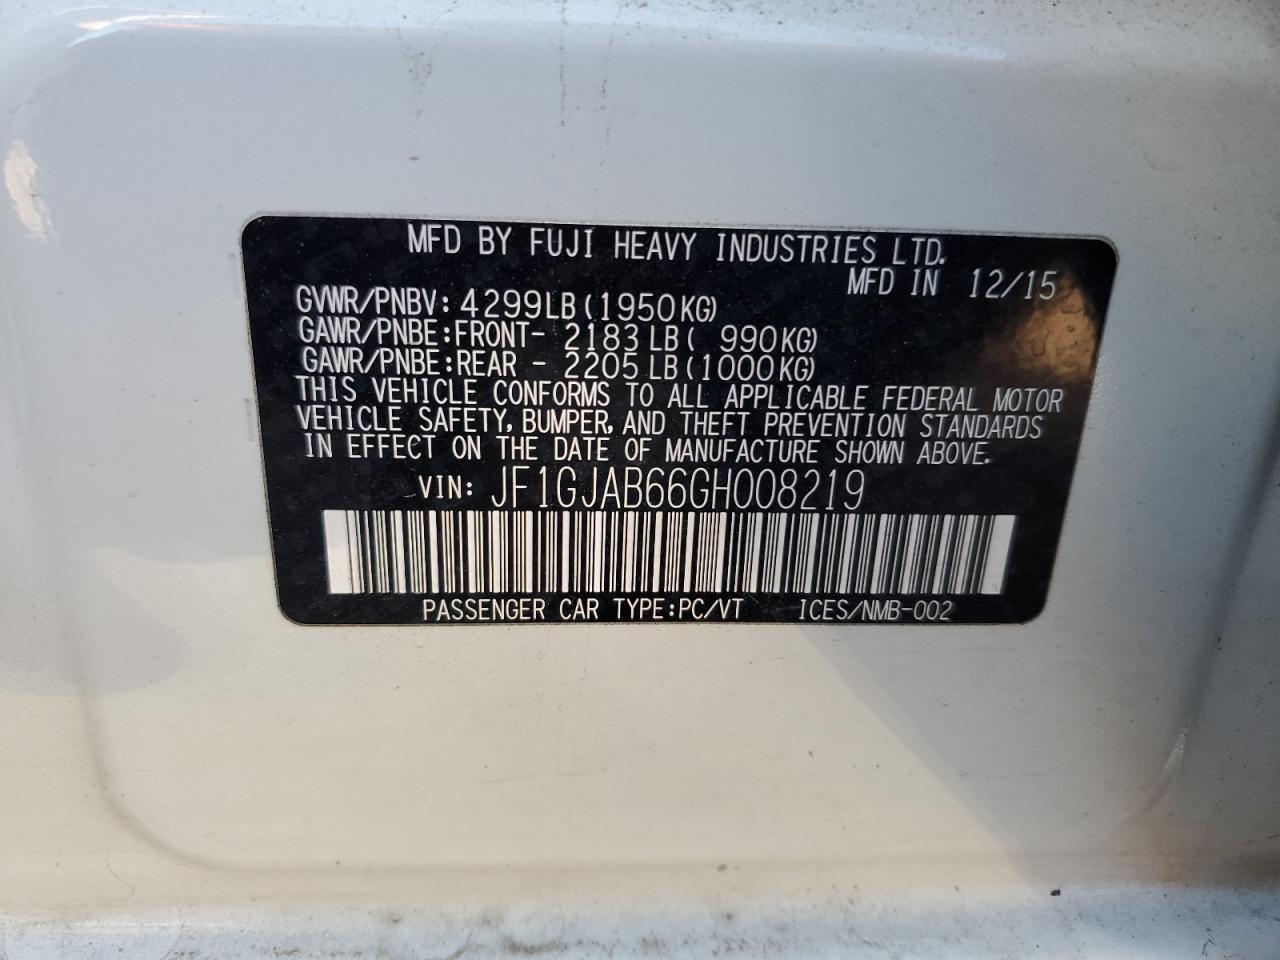 MFD BY FUJI HEAVY INDUSTRIES LTD.
MFD IN 12/15
GVWR/PNBV: 4299LB (1950KG)
GAWR/PNBE:FRONT- 2183 LB ( 990KG)
GAWR/PNBE:REAR - 2205 LB (1000KG)
THIS VEHICLE CONFORMS TO ALL APPLICABLE FEDERAL MOTOR
VEHICLE SAFETY, BUMPER, AND THEFT PREVENTION STANDARDS
IN EFFECT ON THE DATE OF MANUFACTURE SHOWN ABOVE.
VIN: JF1GJAB66GH008219
PASSENGER CAR TYPE:PC/VT ICES/NMB-002